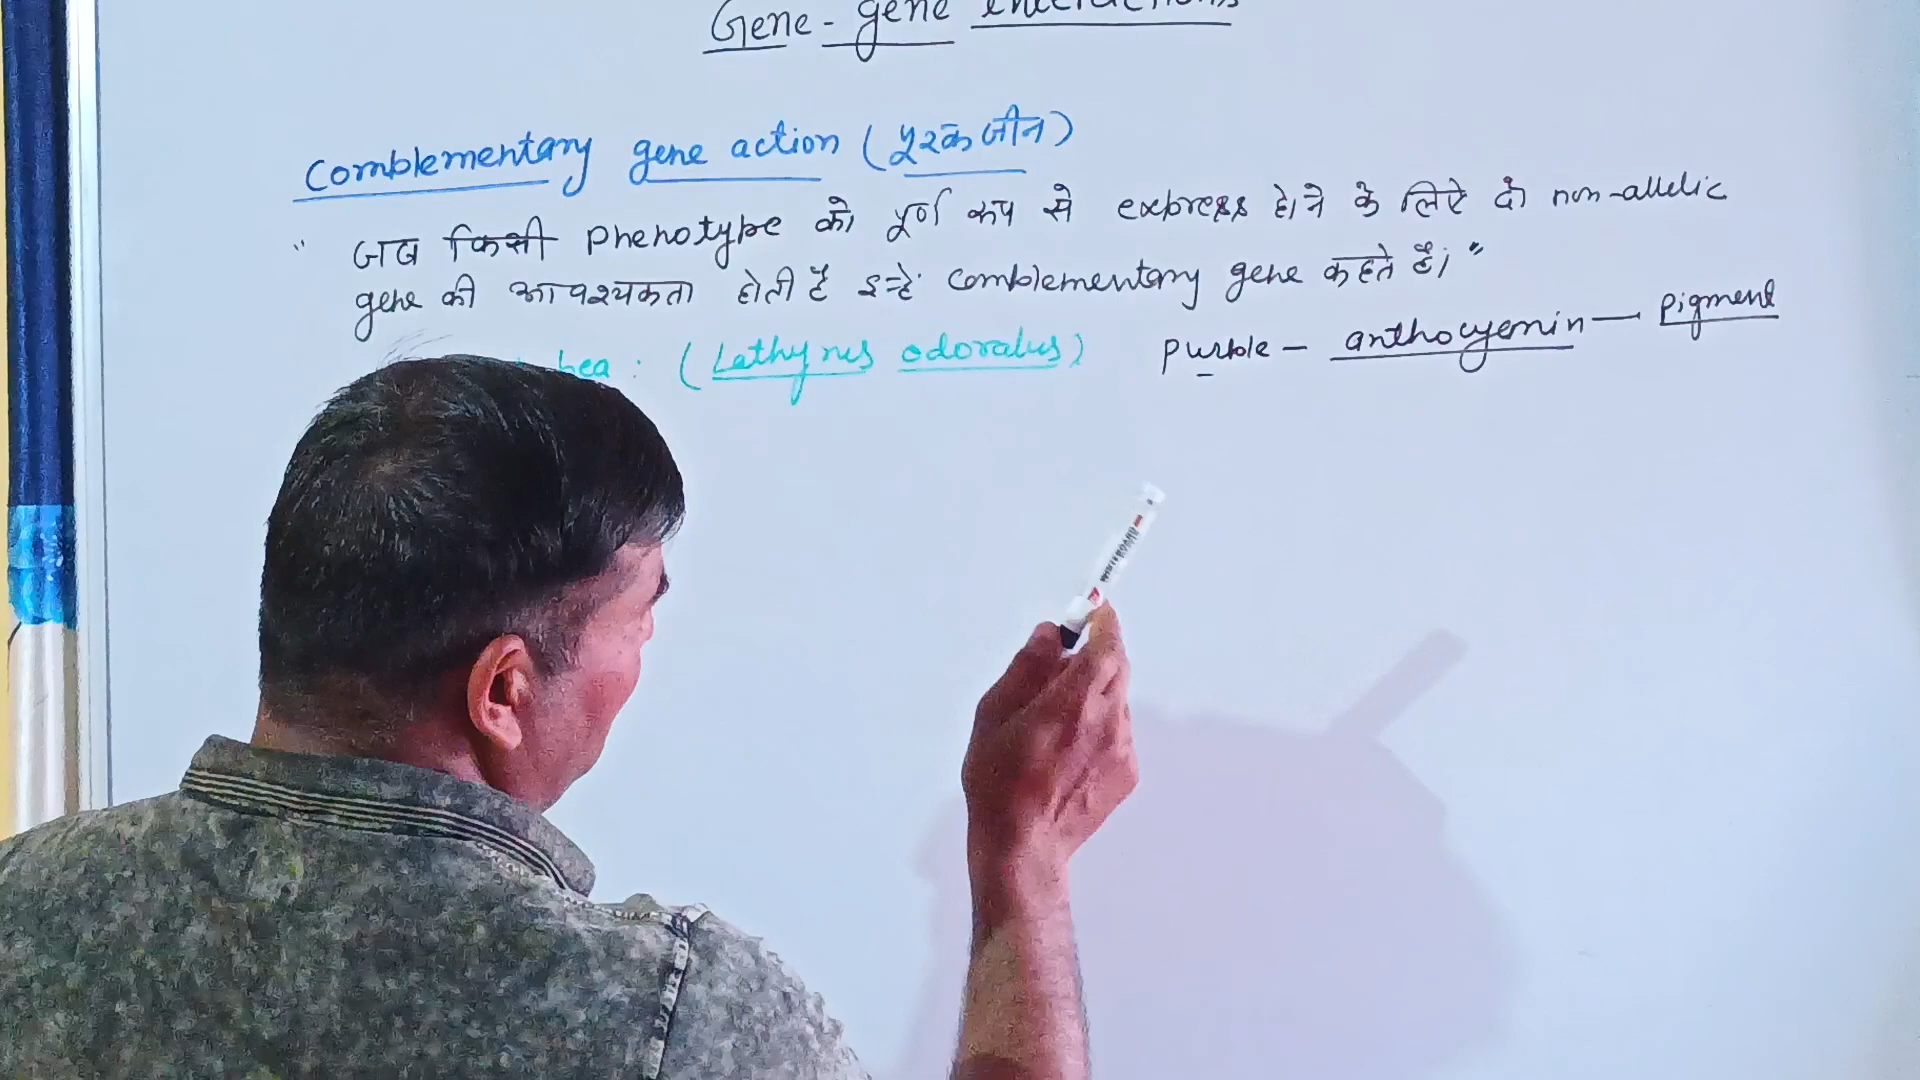 Gene - gene interactions
Complementary gene action (पूरक जीन)
" जब किसी Phenotype को पूर्ण रूप से express होने के लिए दो non-allelic
gene की आवश्यकता होती हैं इन्हें complementary gene कहते हैं। "
pea : (Lathyrus odoratus) Purple - anthocyanin — Pigment
WHITEBOARD